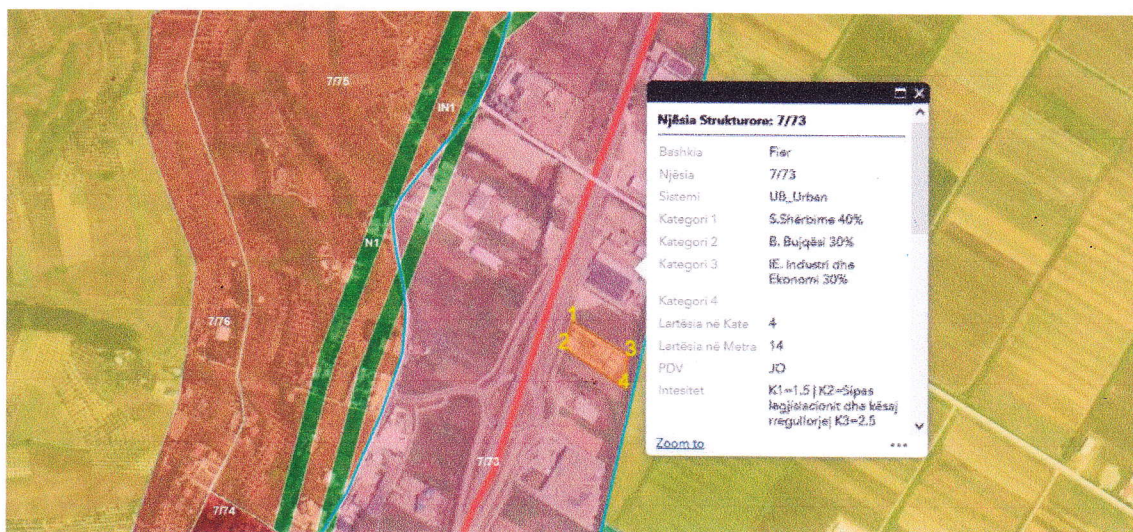 7/75
IN1
N1
7/76
7/74
7/73
1
2
3
4
Njësia Strukturore: 7/73
Bashkia Fier
Njësia 7/73
Sistemi UB_Urban
Kategori 1 S.Shërbime 40%
Kategori 2 B. Bujqësi 30%
Kategori 3 IE. Industri dhe
Ekonomi 30%
Kategori 4
Lartësia në Kate 4
Lartësia në Metra 14
PDV JO
Intesitet K1=1.5 | K2=Sipas
legjislacionit dhe kësaj
rregullorje| K3=2.5
Zoom to